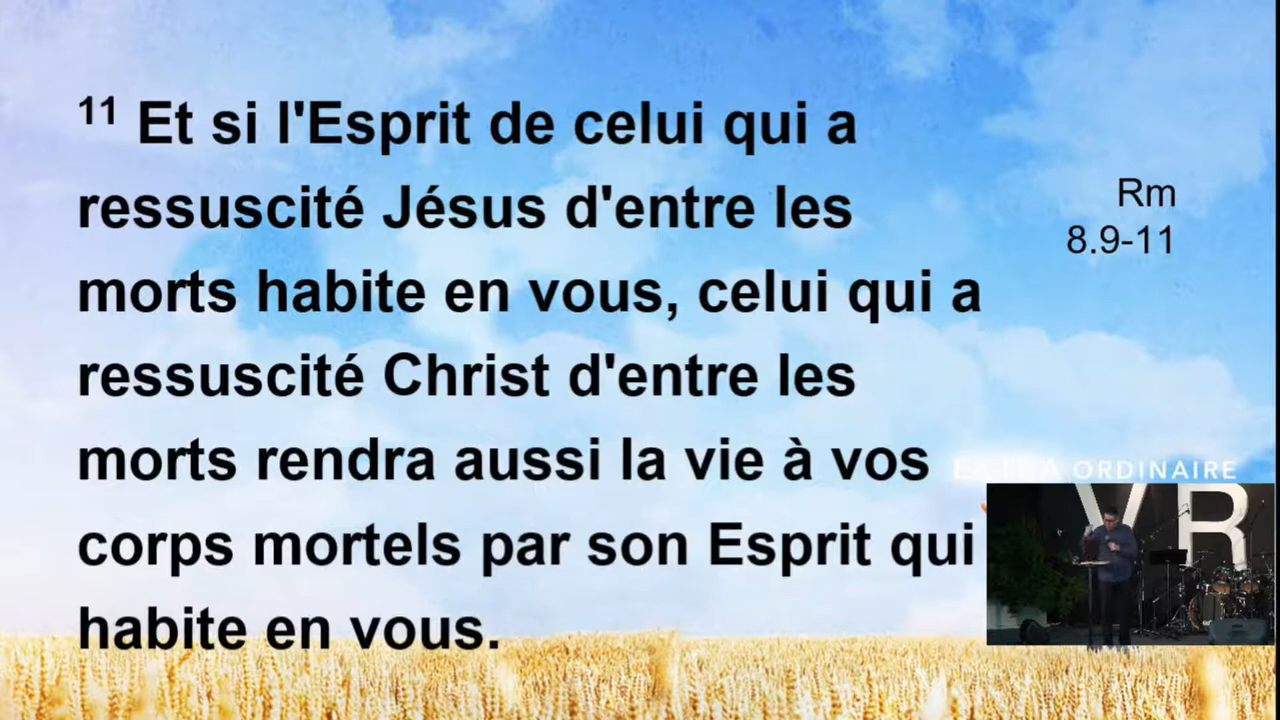 11 Et si l'Esprit de celui qui a
ressuscité Jésus d'entre les
morts habite en vous, celui qui a
ressuscité Christ d'entre les
morts rendra aussi la vie à vos
corps mortels par son Esprit qui
habite en vous.
Rm
8.9-11
ORDINAIRE
VR